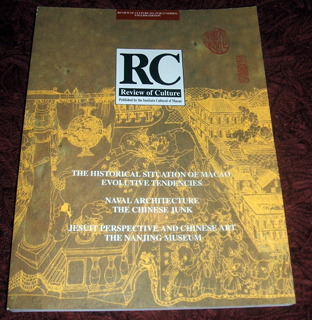 RC
Review of Culture
Published by the Instituto Cultural of Macau
THE HISTORICAL SITUATION OF MACAO
EVOLUTIVE TENDENCIES
NAVAL ARCHITECTURE
THE CHINESE JUNK
JESUIT PERSPECTIVE AND CHINESE ART
THE NANJING MUSEUM